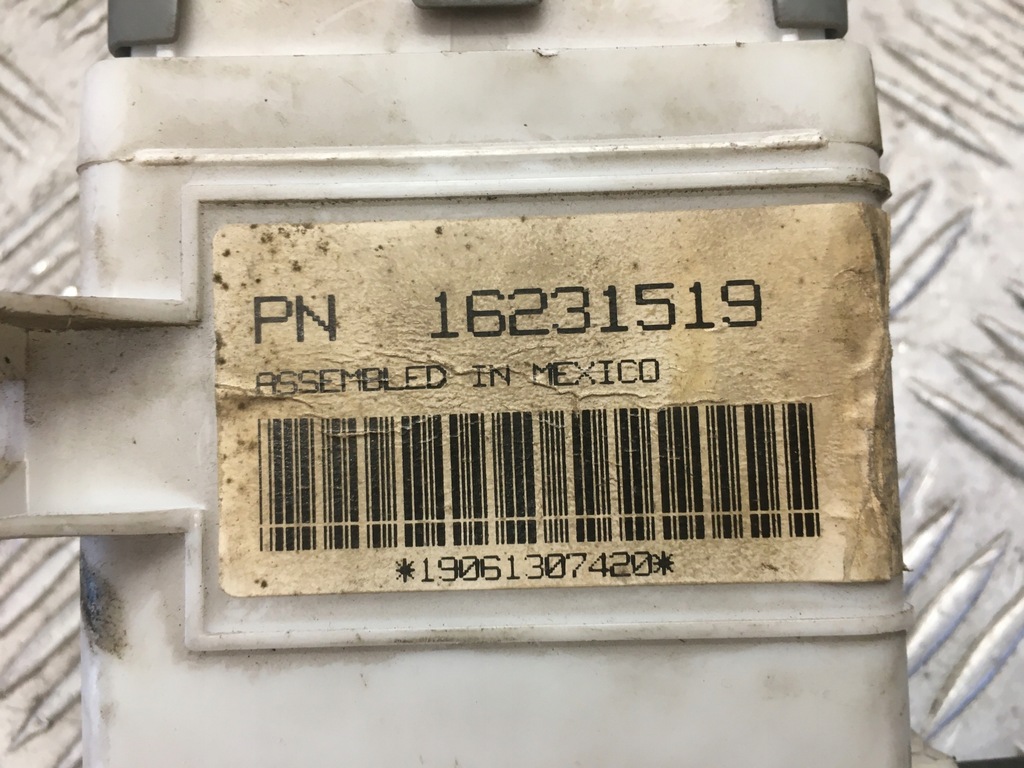 PN 16231519
ASSEMBLED IN MEXICO
*19061307420*